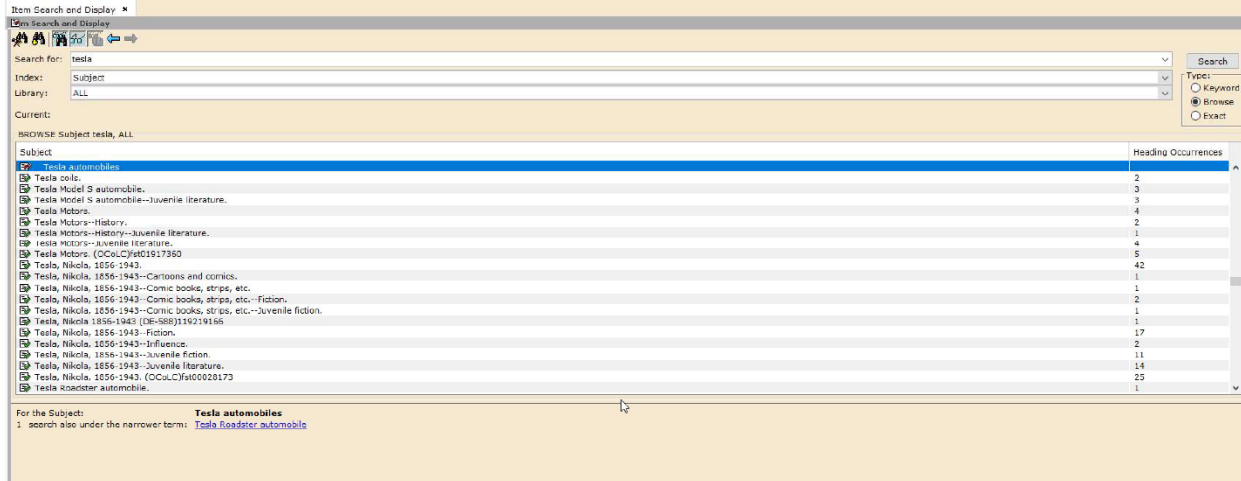 Item Search and Display ×
Item Search and Display
Search for: tesla
Search
Index: Subject
Type:
Library: ALL
Keyword
Browse
Current:
Exact
BROWSE Subject tesla, ALL
Subject Heading Occurrences
Tesla automobiles
Tesla coils. 2
Tesla Model S automobile. 3
Tesla Model S automobile--Juvenile literature. 3
Tesla Motors. 4
Tesla Motors--History. 2
Tesla Motors--History--Juvenile literature. 1
Tesla Motors--Juvenile literature. 4
Tesla Motors. (OCoLC)fst01917360 5
Tesla, Nikola, 1856-1943. 42
Tesla, Nikola, 1856-1943--Cartoons and comics. 1
Tesla, Nikola, 1856-1943--Comic books, strips, etc. 1
Tesla, Nikola, 1856-1943--Comic books, strips, etc.--Fiction. 2
Tesla, Nikola, 1856-1943--Comic books, strips, etc.--Juvenile fiction. 1
Tesla, Nikola 1856-1943 (DE-588)119219166 1
Tesla, Nikola, 1856-1943--Fiction. 17
Tesla, Nikola, 1856-1943--Influence. 2
Tesla, Nikola, 1856-1943--Juvenile fiction. 11
Tesla, Nikola, 1856-1943--Juvenile literature. 14
Tesla, Nikola, 1856-1943. (OCoLC)fst00028173 25
Tesla Roadster automobile. 1
For the Subject: Tesla automobiles
1 search also under the narrower term: Tesla Roadster automobile